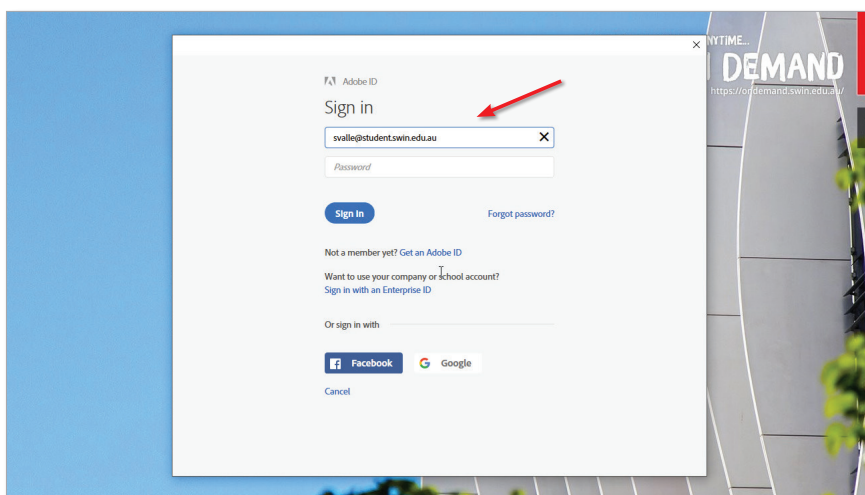 NYTIME...
DEMAND
https://ondemand.swin.edu.au/
Adobe ID
Sign in
svalle@student.swin.edu.au
Password
Sign In
Forgot password?
Not a member yet? Get an Adobe ID
Want to use your company or school account?
Sign in with an Enterprise ID
Or sign in with
Facebook
Google
Cancel